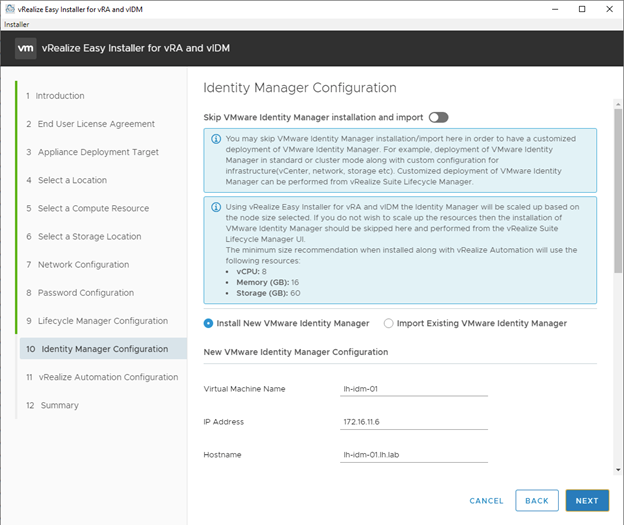 vRealize Easy Installer for vRA and vIDM
Installer
vm vRealize Easy Installer for vRA and vIDM
1 Introduction
2 End User License Agreement
3 Appliance Deployment Target
4 Select a Location
5 Select a Compute Resource
6 Select a Storage Location
7 Network Configuration
8 Password Configuration
9 Lifecycle Manager Configuration
10 Identity Manager Configuration
11 vRealize Automation Configuration
12 Summary
Identity Manager Configuration
Skip VMware Identity Manager installation and import
You may skip VMware Identity Manager installation/import here in order to have a customized
deployment of VMware Identity Manager. For example, deployment of VMware Identity
Manager in standard or cluster mode along with custom configuration for
infrastructure(vCenter, network, storage etc). Customized deployment of VMware Identity
Manager can be performed from vRealize Suite Lifecycle Manager.
Using vRealize Easy Installer for vRA and vIDM the Identity Manager will be scaled up based on
the node size selected. If you do not wish to scale up the resources then the installation of
VMware Identity Manager should be skipped here and performed from the vRealize Suite
Lifecycle Manager UI.
The minimum size recommendation when installed along with vRealize Automation will use the
following resources:
• vCPU: 8
• Memory (GB): 16
• Storage (GB): 60
Install New VMware Identity Manager Import Existing VMware Identity Manager
New VMware Identity Manager Configuration
Virtual Machine Name lh-idm-01
IP Address 172.16.11.6
Hostname lh-idm-01.lh.lab
CANCEL BACK NEXT